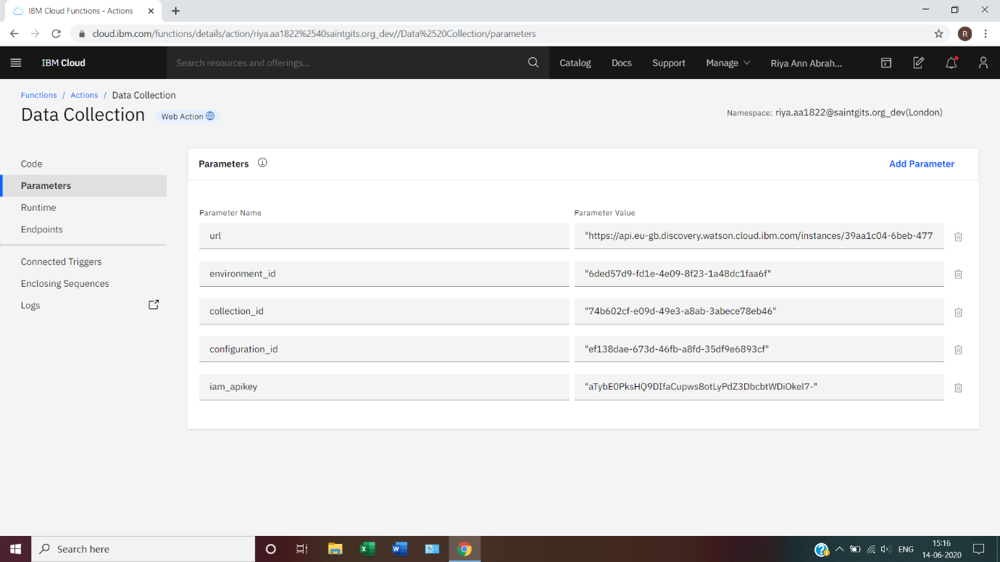 IBM Cloud Functions - Actions
cloud.ibm.com/functions/details/action/riya.aa1822%2540saintgits.org_dev//Data%2520Collection/parameters
R
IBM Cloud
Search resources and offerings...
Catalog
Docs
Support
Manage
Riya Ann Abrah...
Functions / Actions / Data Collection
Data Collection
Web Action
Namespace: riya.aa1822@saintgits.org_dev(London)
Code
Parameters
Runtime
Endpoints
Connected Triggers
Enclosing Sequences
Logs
Parameters
Add Parameter
Parameter Name
Parameter Value
url
"https://api.eu-gb.discovery.watson.cloud.ibm.com/instances/39aa1c04-6beb-477
environment_id
"6ded57d9-fd1e-4e09-8f23-1a48dc1faa6f"
collection_id
"74b602cf-e09d-49e3-a8ab-3abece78eb46"
configuration_id
"ef138dae-673d-46fb-a8fd-35df9e6893cf"
iam_apikey
"aTybE0PksHQ9DIfaCupws8otLyPdZ3DbcbtWDiOkel7-"
Search here
ENG
15:16
14-06-2020